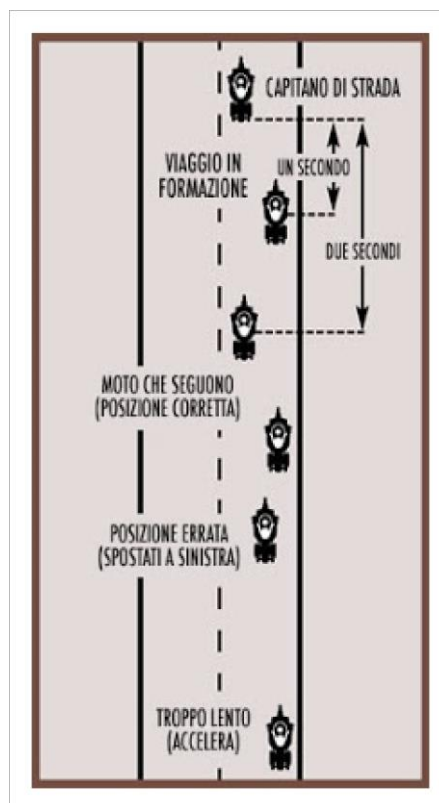 CAPITANO DI STRADA
VIAGGIO IN
FORMAZIONE
UN SECONDO
DUE SECONDI
MOTO CHE SEGUONO
(POSIZIONE CORRETTA)
POSIZIONE ERRATA
(SPOSTATI A SINISTRA)
TROPPO LENTO
(ACCELERA)